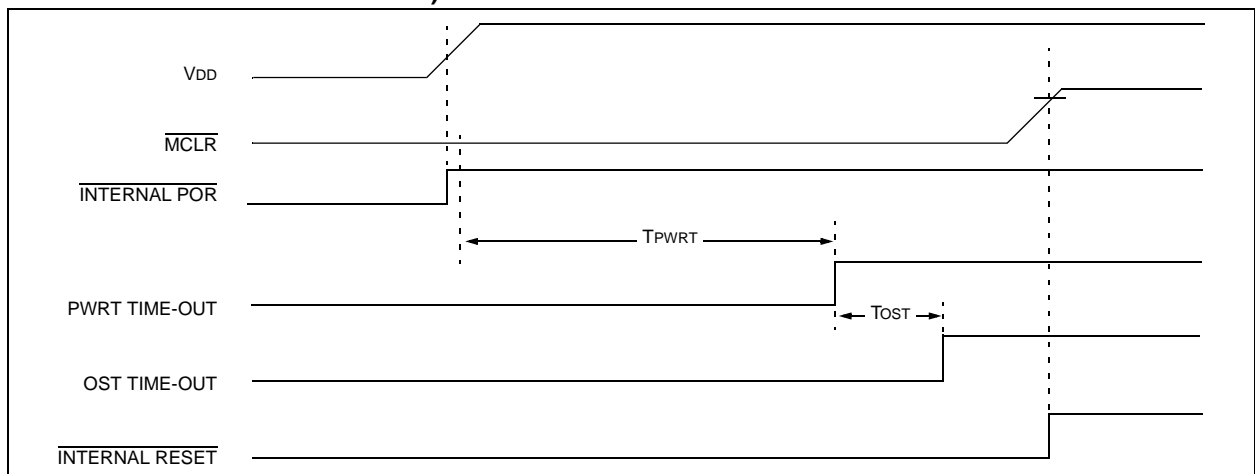 VDD
MCLR
INTERNAL POR
TPWRT
PWRT TIME-OUT
TOST
OST TIME-OUT
INTERNAL RESET